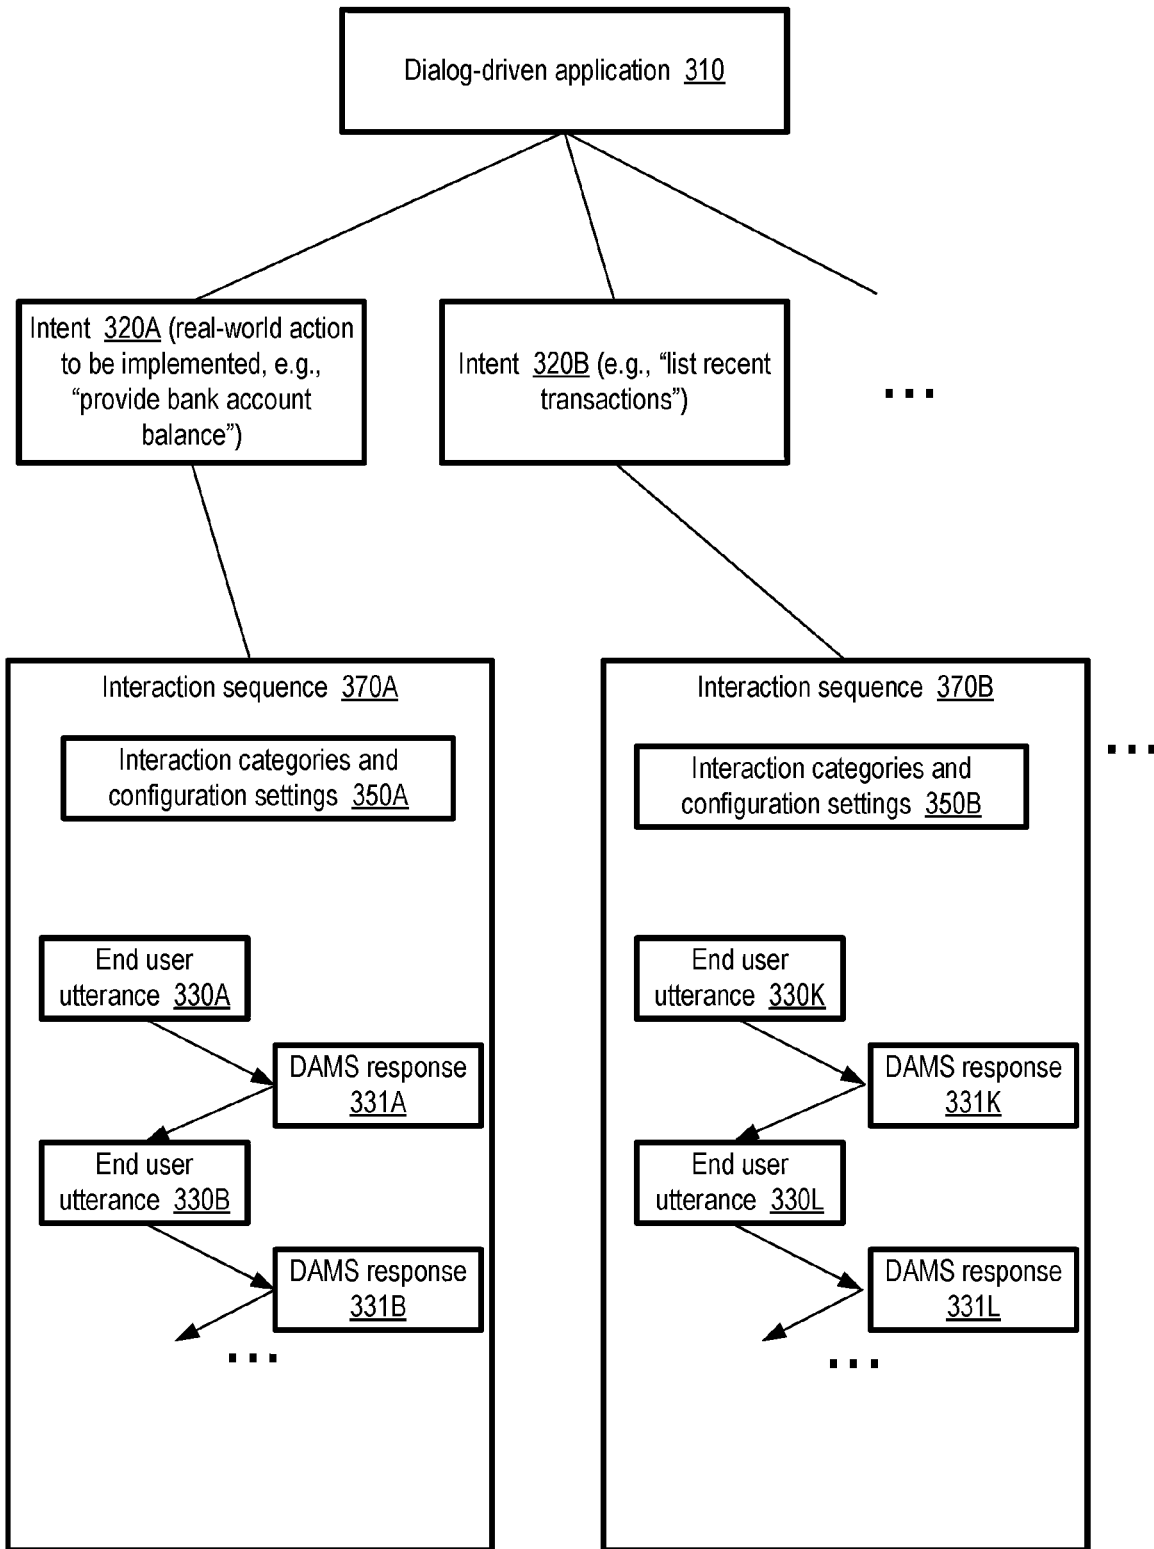 Dialog-driven application 310
Intent 320A (real-world action
to be implemented, e.g.,
“provide bank account
balance”)
Intent 320B (e.g., “list recent
transactions”)
...
Interaction sequence 370A
Interaction categories and
configuration settings 350A
End user
utterance 330A
DAMS response
331A
End user
utterance 330B
DAMS response
331B
...
Interaction sequence 370B
Interaction categories and
configuration settings 350B
End user
utterance 330K
DAMS response
331K
End user
utterance 330L
DAMS response
331L
...
...